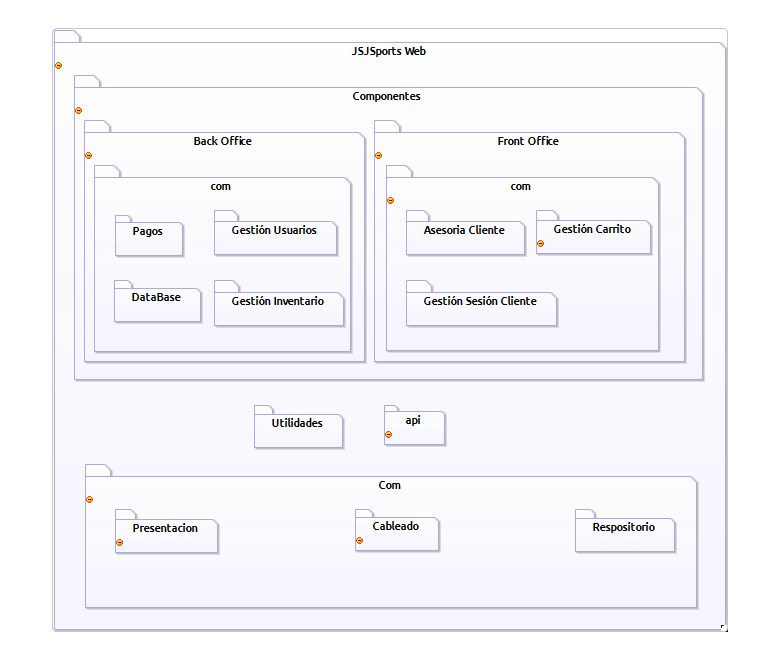 JSJSports Web
Componentes
Back Office
com
Pagos
Gestión Usuarios
DataBase
Gestión Inventario
Front Office
com
Asesoria Cliente
Gestión Carrito
Gestión Sesión Cliente
Utilidades
api
Com
Presentacion
Cableado
Respositorio